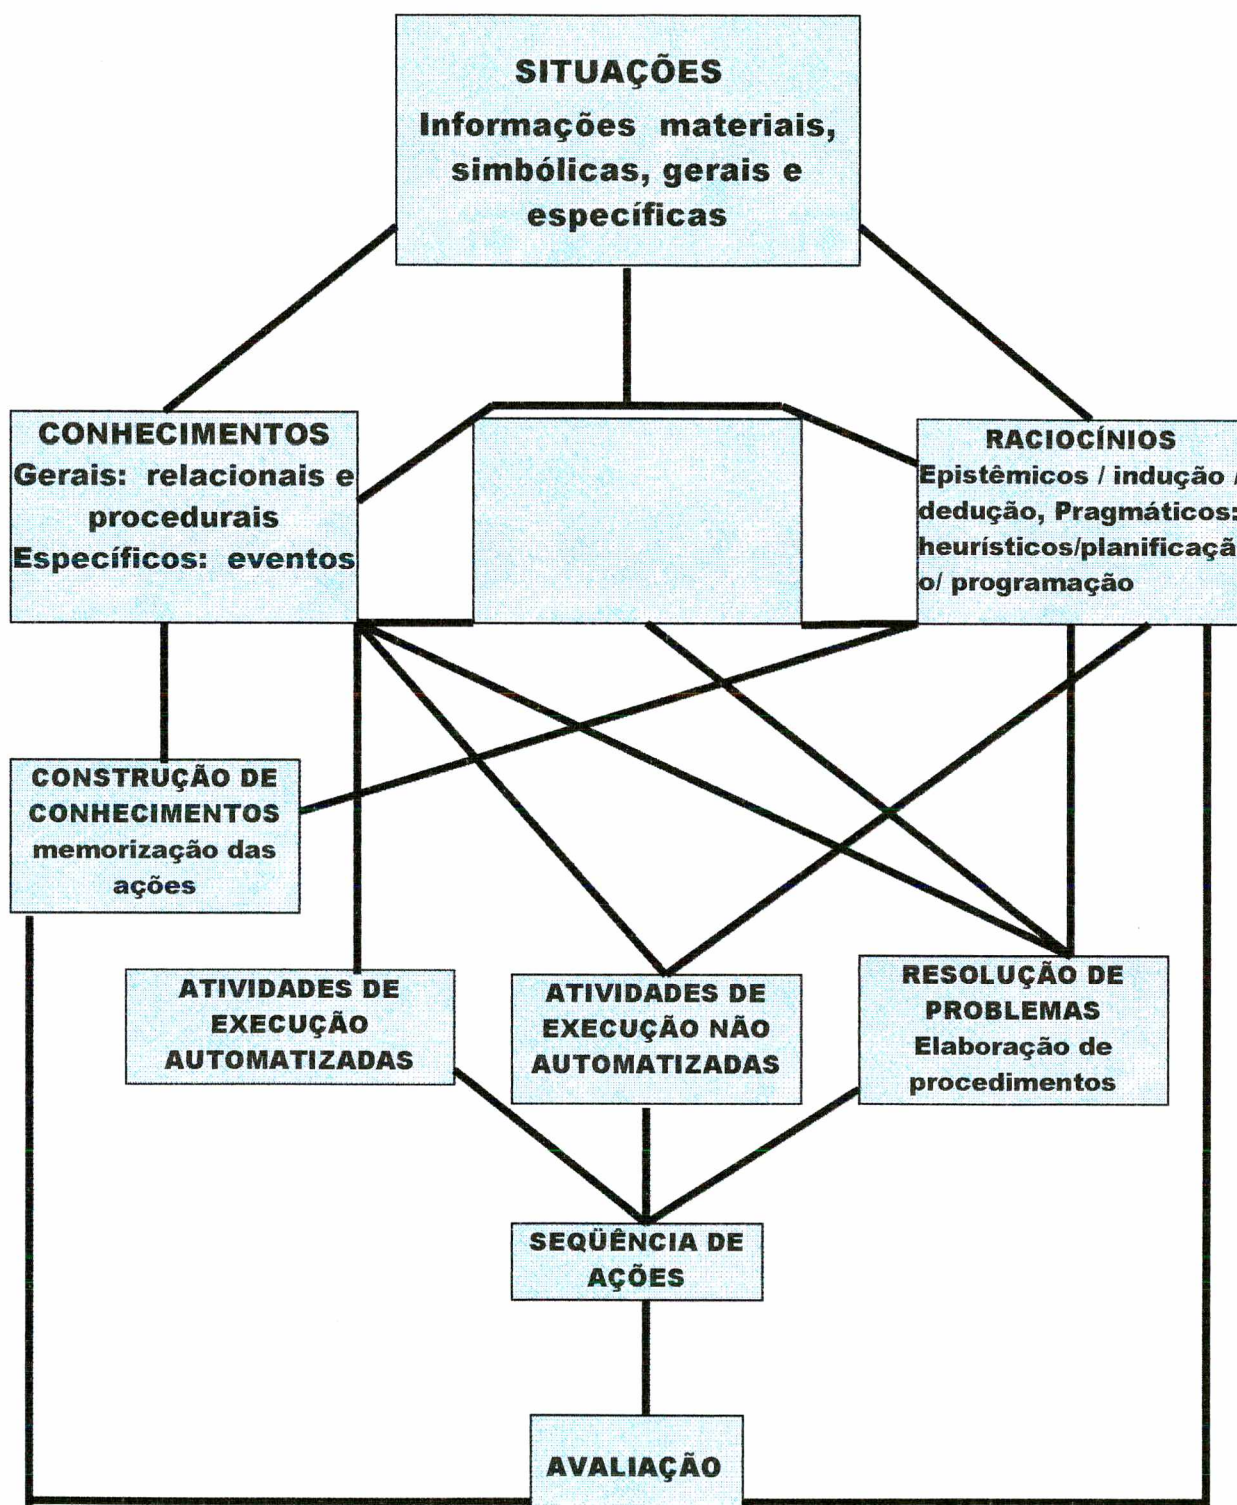 SITUAÇÕES
Informações materiais,
simbólicas, gerais e
específicas
CONHECIMENTOS
Gerais: relacionais e
procedurais
Específicos: eventos
RACIOCÍNIOS
Epistêmicos / indução /
dedução, Pragmáticos:
heurísticos/planificaçã
o/ programação
CONSTRUÇÃO DE
CONHECIMENTOS
memorização das
ações
ATIVIDADES DE
EXECUÇÃO
AUTOMATIZADAS
ATIVIDADES DE
EXECUÇÃO NÃO
AUTOMATIZADAS
RESOLUÇÃO DE
PROBLEMAS
Elaboração de
procedimentos
SEQÜÊNCIA DE
AÇÕES
AVALIAÇÃO